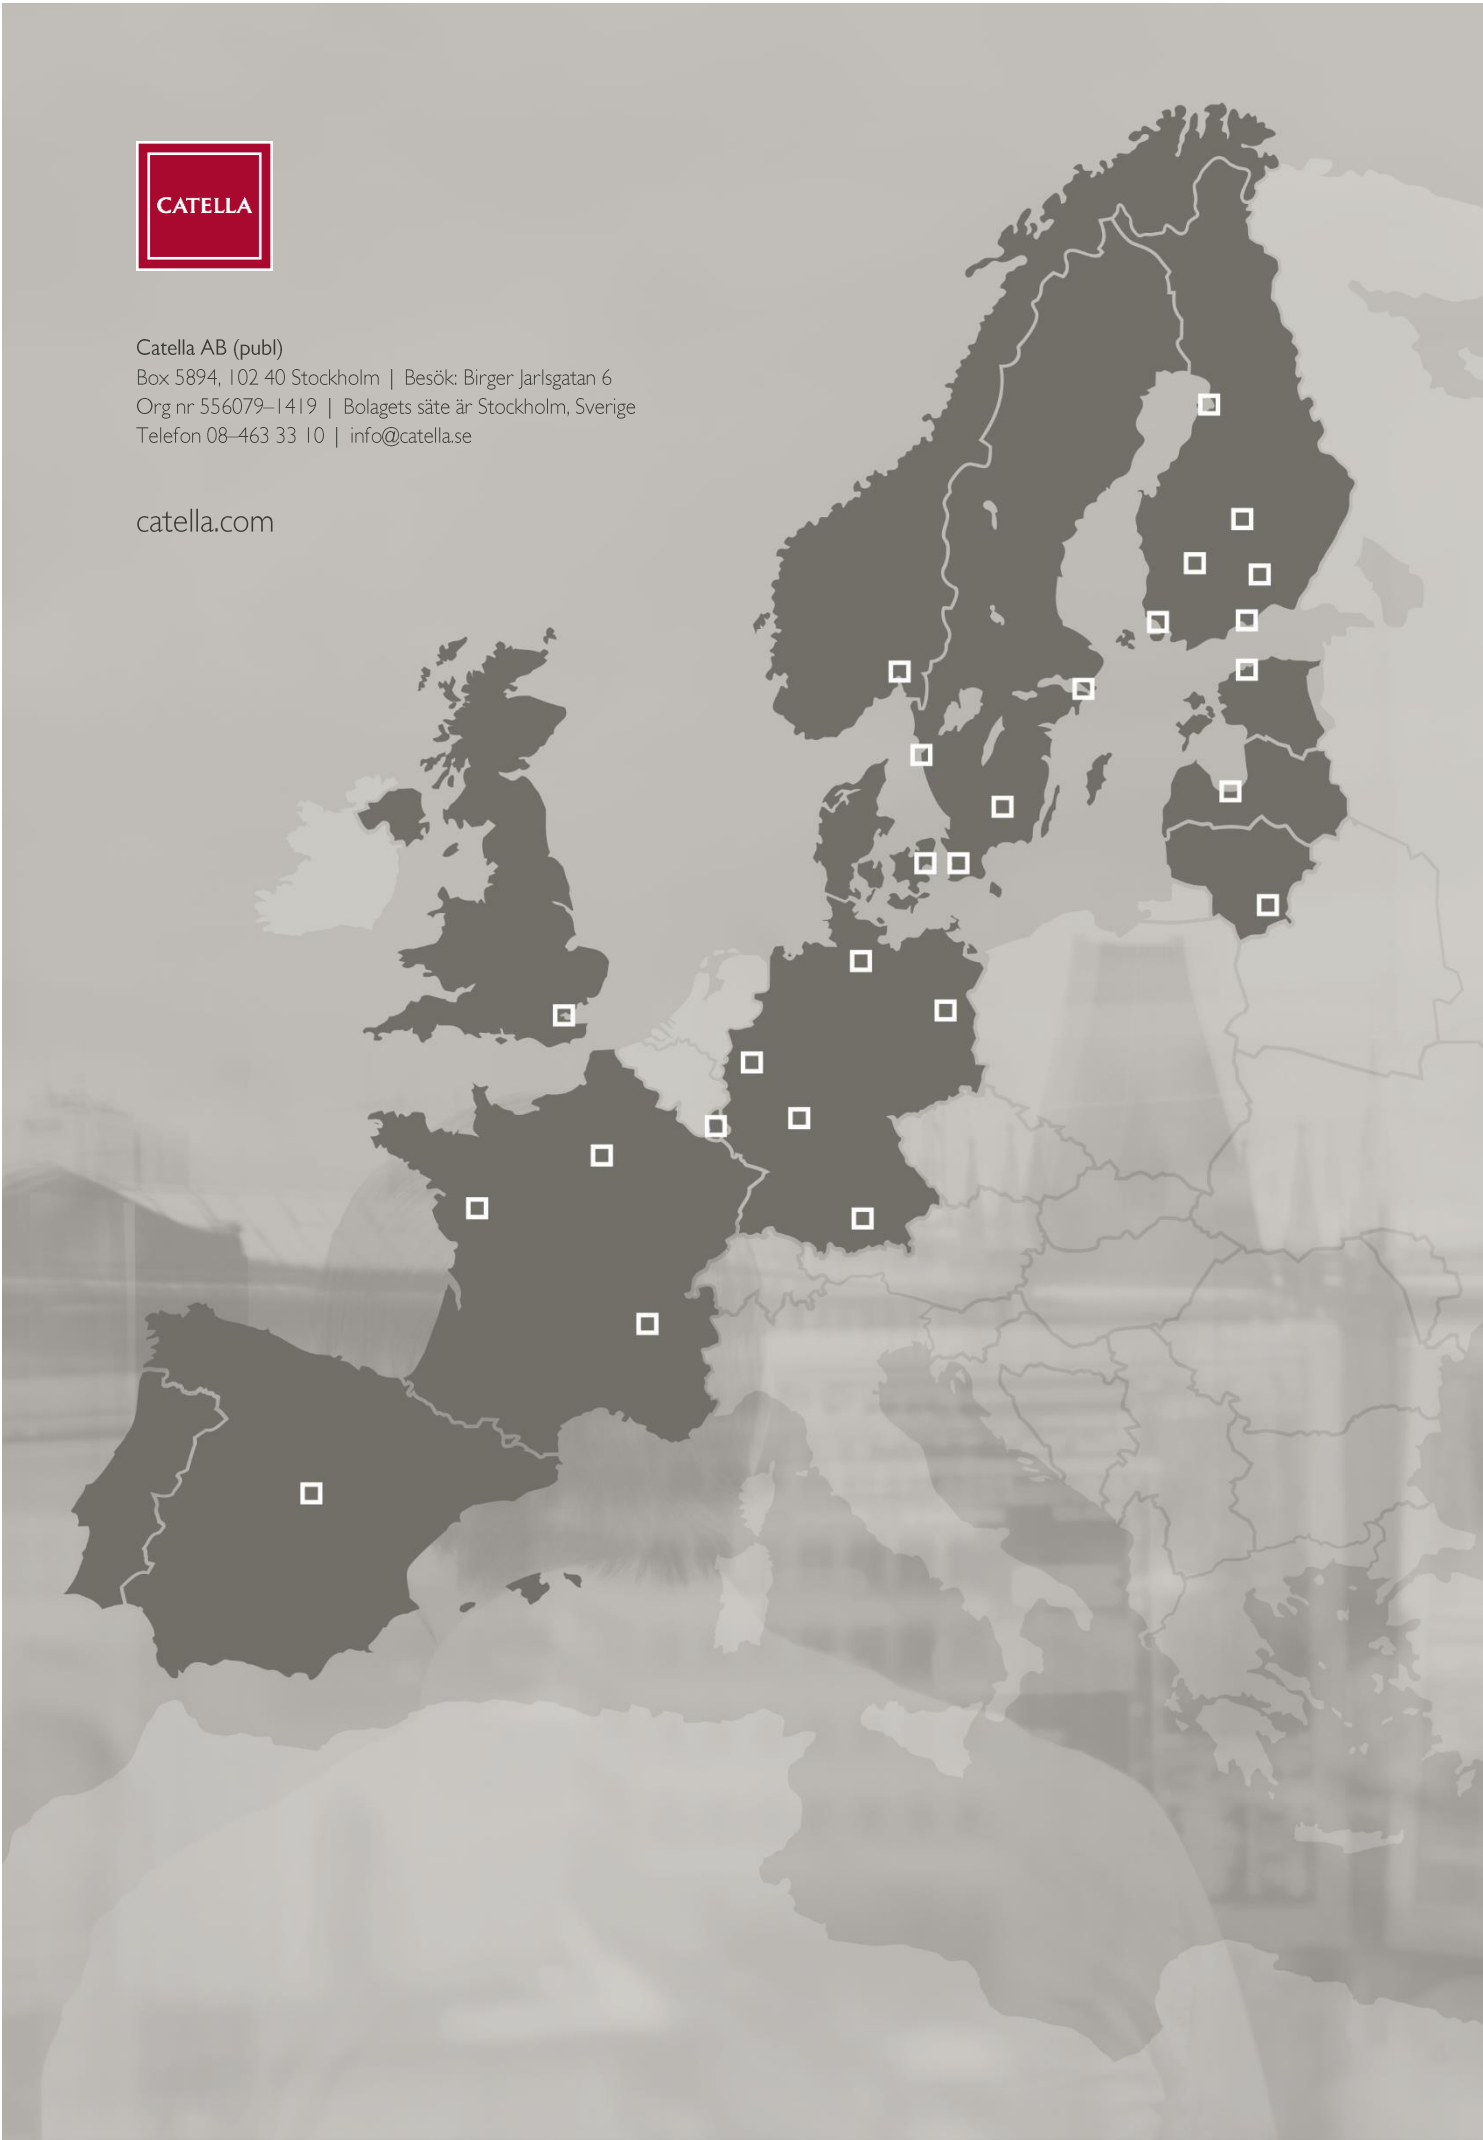 CATELLA
Catella AB (publ)
Box 5894, 102 40 Stockholm | Besök: Birger Jarlsgatan 6
Org nr 556079–1419 | Bolagets säte är Stockholm, Sverige
Telefon 08–463 33 10 | info@catella.se
catella.com